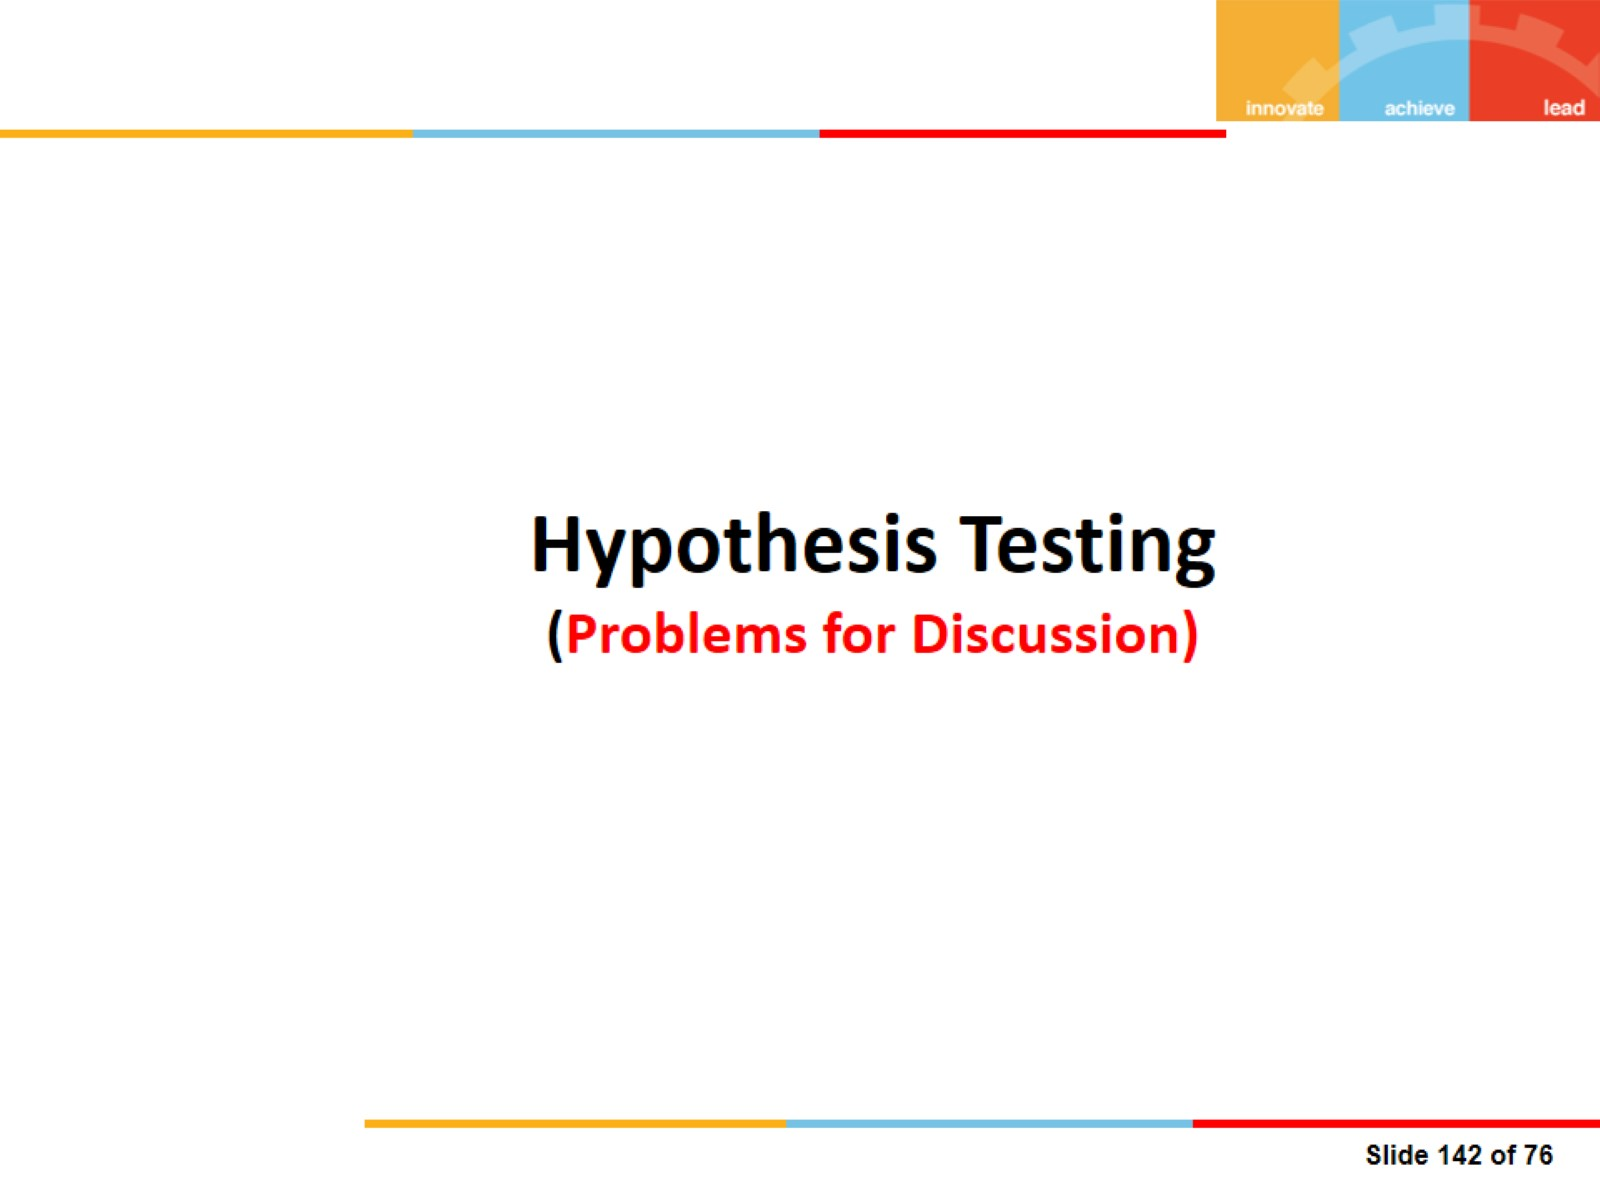 innovate achieve lead
Hypothesis Testing
(Problems for Discussion)
Slide 142 of 76